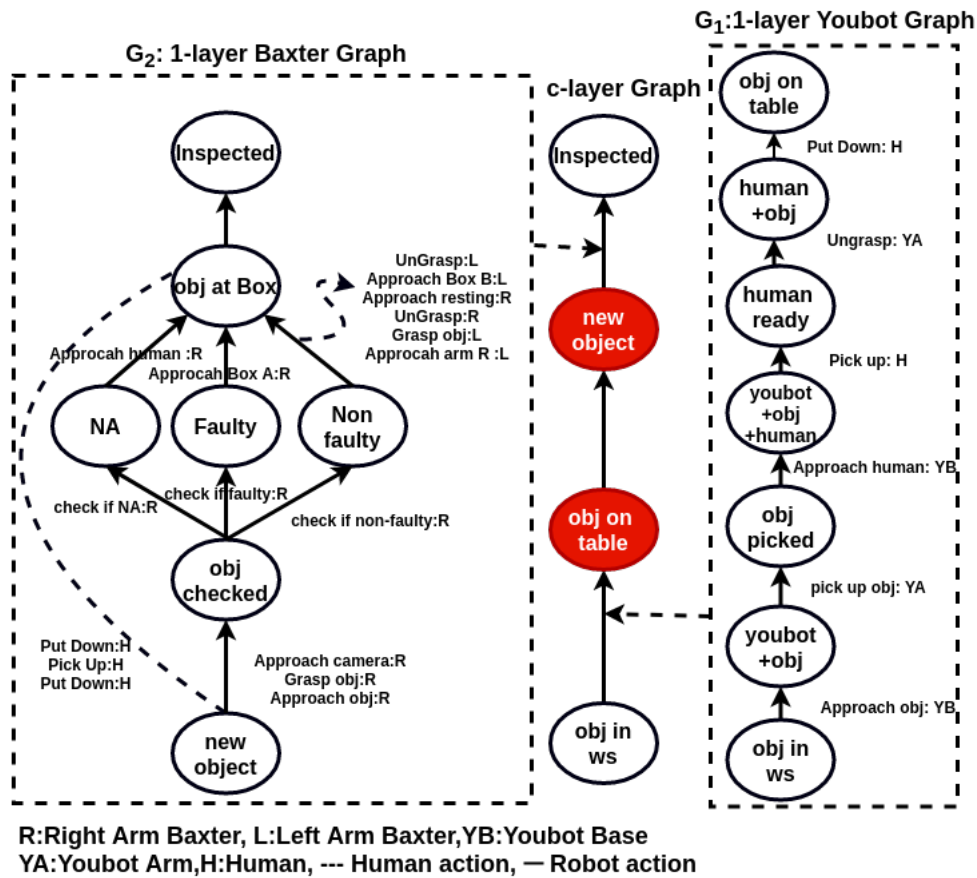 G₁:1-layer Youbot Graph
G₂: 1-layer Baxter Graph
c-layer Graph
Inspected
obj at Box
UnGrasp:L
Approach Box B:L
Approach resting:R
UnGrasp:R
Grasp obj:L
Approcah arm R :L
Approcah human :R
Approcah Box A:R
NA
Faulty
Non
faulty
check if NA:R
check if faulty:R
check if non-faulty:R
obj
checked
Put Down:H
Pick Up:H
Put Down:H
Approach camera:R
Grasp obj:R
Approach obj:R
new
object
Inspected
new
object
obj on
table
obj in
ws
obj on
table
Put Down: H
human
+obj
Ungrasp: YA
human
ready
Pick up: H
youbot
+obj
+human
Approach human: YB
obj
picked
pick up obj: YA
youbot
+obj
Approach obj: YB
obj in
ws
R:Right Arm Baxter, L:Left Arm Baxter,YB:Youbot Base
YA:Youbot Arm,H:Human, --- Human action, — Robot action